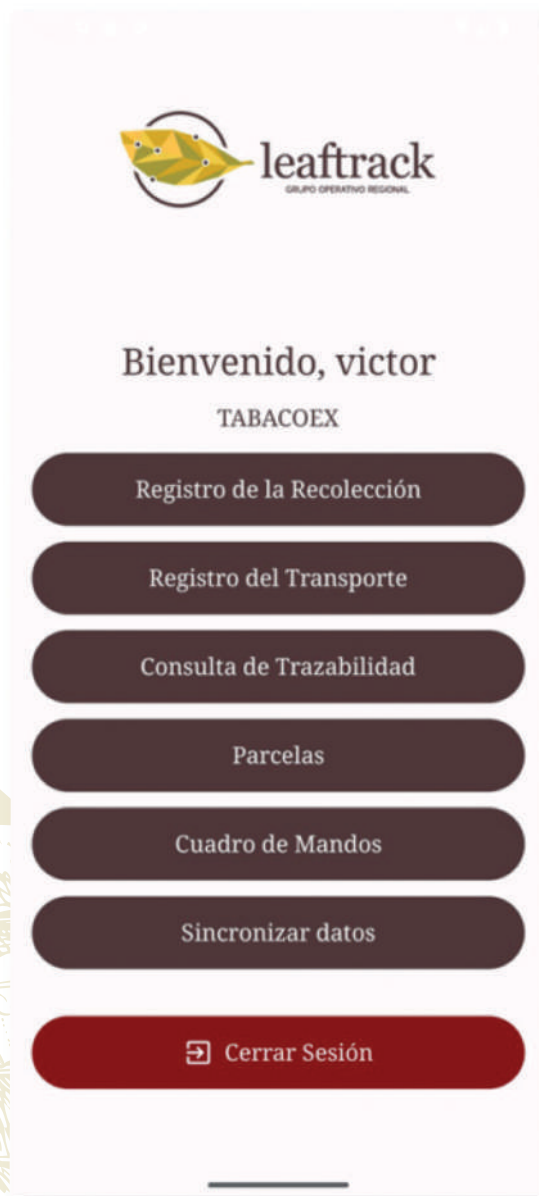 leaftrack
GRUPO OPERATIVO REGIONAL
Bienvenido, victor
TABACOEX
Registro de la Recolección
Registro del Transporte
Consulta de Trazabilidad
Parcelas
Cuadro de Mandos
Sincronizar datos
Cerrar Sesión